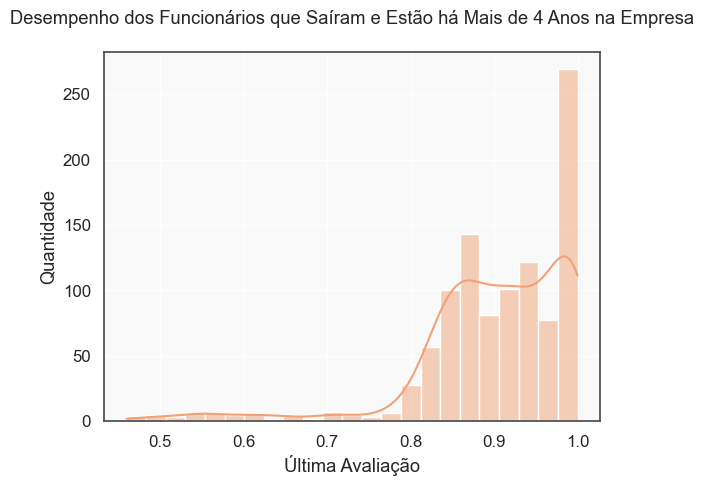 Desempenho dos Funcionários que Saíram e Estão há Mais de 4 Anos na Empresa
250
200
150
100
50
0
Quantidade
0.5 0.6 0.7 0.8 0.9 1.0
Última Avaliação